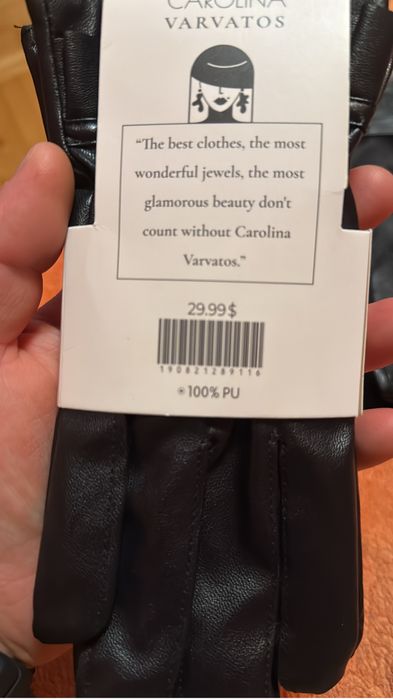 CAROLINA
VARVATOS
“The best clothes, the most
wonderful jewels, the most
glamorous beauty don't
count without Carolina
Varvatos.”
29.99$
190821289116
100% PU